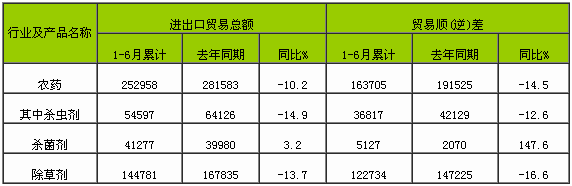 行业及产品名称 进出口贸易总额 贸易顺(逆)差
1-6月累计 去年同期 同比% 1-6月累计 去年同期 同比%
农药 252958 281583 -10.2 163705 191525 -14.5
其中杀虫剂 54597 64126 -14.9 36817 42129 -12.6
杀菌剂 41277 39980 3.2 5127 2070 147.6
除草剂 144781 167835 -13.7 122734 147225 -16.6